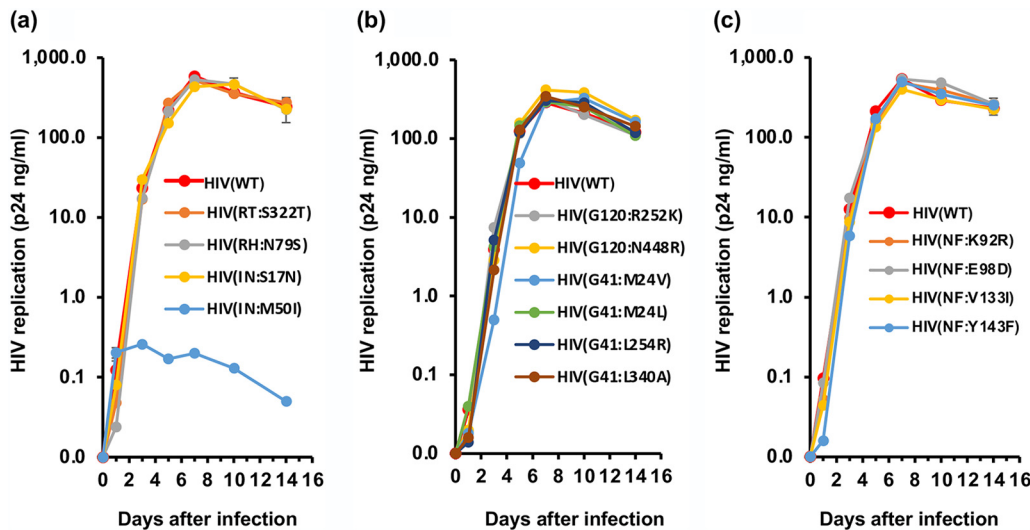 (a)
HIV replication (p24 ng/ml)
1,000.0
100.0
10.0
1.0
0.1
0.0
HIV(WT)
HIV(RT:S322T)
HIV(RH:N79S)
HIV(IN:S17N)
HIV(IN:M50I)
0 2 4 6 8 10 12 14 16
Days after infection
(b)
HIV replication (p24 ng/ml)
1,000.0
100.0
10.0
1.0
0.1
0.0
HIV(WT)
HIV(G120:R252K)
HIV(G120:N448R)
HIV(G41:M24V)
HIV(G41:M24L)
HIV(G41:L254R)
HIV(G41:L340A)
0 2 4 6 8 10 12 14 16
Days after infection
(c)
HIV replication (p24 ng/ml)
1,000.0
100.0
10.0
1.0
0.1
0.0
HIV(WT)
HIV(NF:K92R)
HIV(NF:E98D)
HIV(NF:V133I)
HIV(NF:Y143F)
0 2 4 6 8 10 12 14 16
Days after infection